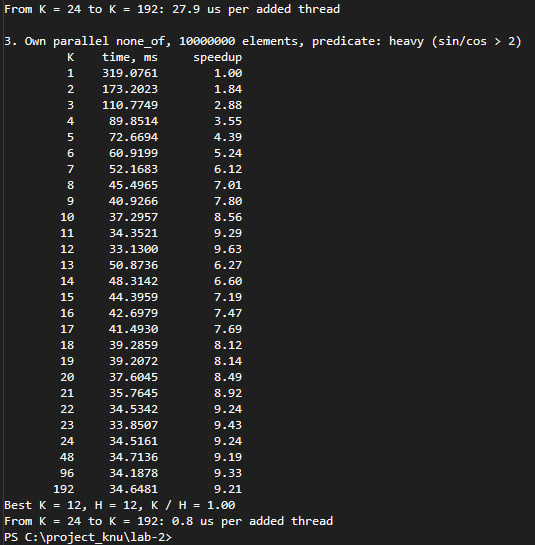 From K = 24 to K = 192: 27.9 us per added thread
3. Own parallel none_of, 10000000 elements, predicate: heavy (sin/cos > 2)
K time, ms speedup
1 319.0761 1.00
2 173.2023 1.84
3 110.7749 2.88
4 89.8514 3.55
5 72.6694 4.39
6 60.9199 5.24
7 52.1683 6.12
8 45.4965 7.01
9 40.9266 7.80
10 37.2957 8.56
11 34.3521 9.29
12 33.1300 9.63
13 50.8736 6.27
14 48.3142 6.60
15 44.3959 7.19
16 42.6979 7.47
17 41.4930 7.69
18 39.2859 8.12
19 39.2072 8.14
20 37.6045 8.49
21 35.7645 8.92
22 34.5342 9.24
23 33.8507 9.43
24 34.5161 9.24
48 34.7136 9.19
96 34.1878 9.33
192 34.6481 9.21
Best K = 12, H = 12, K / H = 1.00
From K = 24 to K = 192: 0.8 us per added thread
PS C:\project_knu\lab-2>